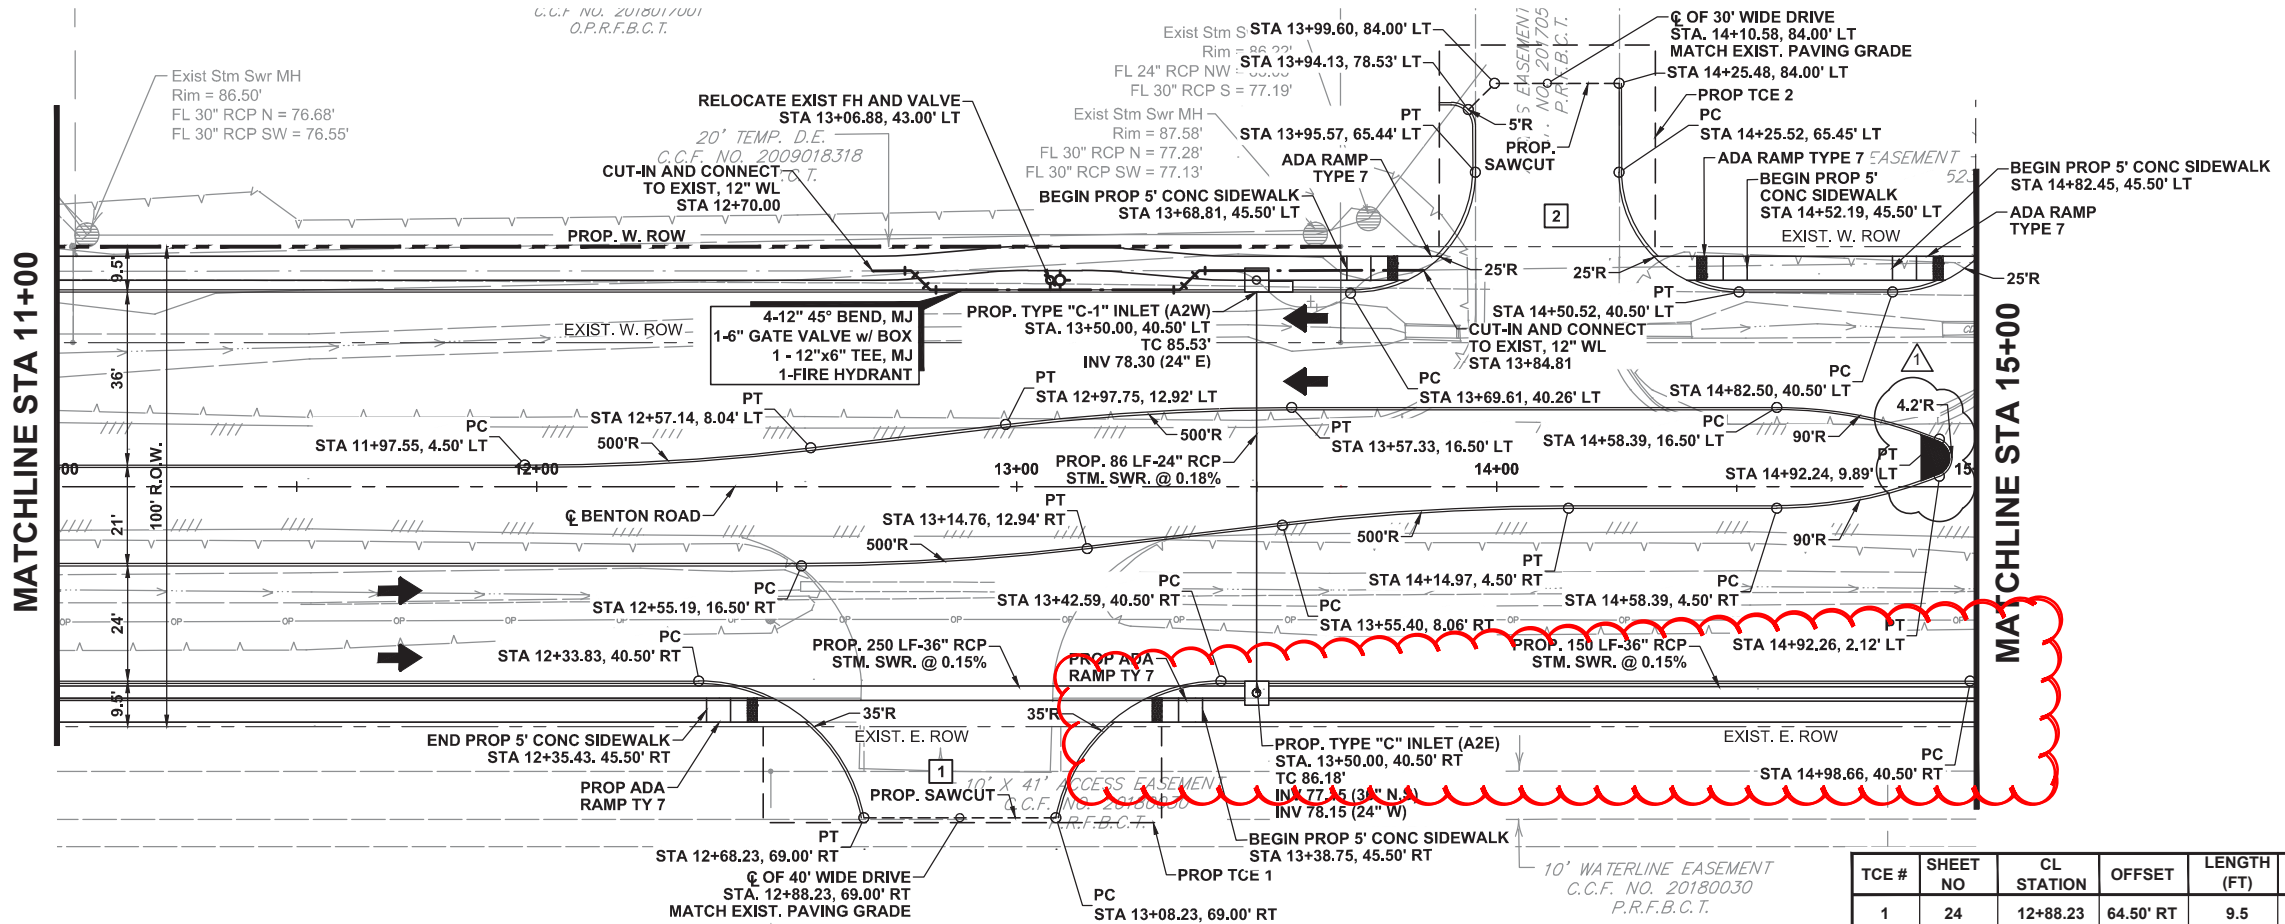 C.C.F NO. 2018017001
O.P.R.F.B.C.T.
Exist Stm Swr MH
Rim = 86.50'
FL 30" RCP N = 76.68'
FL 30" RCP SW = 76.55'
RELOCATE EXIST FH AND VALVE
STA 13+06.88, 43.00' LT
20' TEMP. D.E.
C.C.F. NO. 2009018318
C.T.
CUT-IN AND CONNECT
TO EXIST, 12" WL
STA 12+70.00
Exist Stm S
Rim = 86.22'
FL 24" RCP NW
FL 30" RCP S = 77.19'
Exist Stm Swr MH
Rim = 87.58'
FL 30" RCP N = 77.28'
FL 30" RCP SW = 77.13'
STA 13+99.60, 84.00' LT
STA 13+94.13, 78.53' LT
PT
STA 13+95.57, 65.44' LT
ADA RAMP
TYPE 7
BEGIN PROP 5' CONC SIDEWALK
STA 13+68.81, 45.50' LT
S EASEMENT
NO. 201705
P.R.F.B.C.T.
5'R
PROP.
SAWCUT
℄ OF 30' WIDE DRIVE
STA. 14+10.58, 84.00' LT
MATCH EXIST. PAVING GRADE
STA 14+25.48, 84.00' LT
PROP TCE 2
PC
STA 14+25.52, 65.45' LT
ADA RAMP TYPE 7
EASEMENT
523
BEGIN PROP 5'
CONC SIDEWALK
STA 14+52.19, 45.50' LT
BEGIN PROP 5' CONC SIDEWALK
STA 14+82.45, 45.50' LT
ADA RAMP
TYPE 7
2
EXIST. W. ROW
PROP. W. ROW
25'R
25'R
25'R
MATCHLINE STA 11+00
MATCHLINE STA 15+00
9.5'
36'
21'
24'
9.5'
100' R.O.W.
EXIST. W. ROW
4-12" 45° BEND, MJ
1-6" GATE VALVE w/ BOX
1 - 12"x6" TEE, MJ
1-FIRE HYDRANT
PROP. TYPE "C-1" INLET (A2W)
STA. 13+50.00, 40.50' LT
TC 85.53'
INV 78.30 (24" E)
PT
STA 14+50.52, 40.50' LT
CUT-IN AND CONNECT
TO EXIST, 12" WL
STA 13+84.81
1
PC
STA 11+97.55, 4.50' LT
PT
STA 12+57.14, 8.04' LT
PT
STA 12+97.75, 12.92' LT
PC
STA 13+69.61, 40.26' LT
PC
STA 14+82.50, 40.50' LT
4.2'R
500'R
500'R
PT
STA 13+57.33, 16.50' LT
PC
STA 14+58.39, 16.50' LT
90'R
PT
STA 14+92.24, 9.89' LT
00
12+00
13+00
14+00
15
PROP. 86 LF-24" RCP
STM. SWR. @ 0.18%
℄ BENTON ROAD
PT
STA 13+14.76, 12.94' RT
500'R
500'R
90'R
PC
STA 12+55.19, 16.50' RT
PC
STA 13+42.59, 40.50' RT
PT
STA 14+14.97, 4.50' RT
PC
STA 14+58.39, 4.50' RT
PC
STA 13+55.40, 8.06' RT
PT
STA 14+92.26, 2.12' LT
OP OP OP OP OP OP OP OP
PC
STA 12+33.83, 40.50' RT
PROP. 250 LF-36" RCP
STM. SWR. @ 0.15%
PROP ADA
RAMP TY 7
PROP. 150 LF-36" RCP
STM. SWR. @ 0.15%
35'R
35'R
EXIST. E. ROW
EXIST. E. ROW
END PROP 5' CONC SIDEWALK
STA 12+35.43. 45.50' RT
PROP ADA
RAMP TY 7
1
10' X 41' ACCESS EASEMENT
C.C.F. NO. 20180030
P.R.F.B.C.T.
PROP. SAWCUT
PROP. TYPE "C" INLET (A2E)
STA. 13+50.00, 40.50' RT
TC 86.18'
INV 78.15 (24" W)
PC
STA 14+98.66, 40.50' RT
PT
STA 12+68.23, 69.00' RT
℄ OF 40' WIDE DRIVE
STA. 12+88.23, 69.00' RT
MATCH EXIST. PAVING GRADE
BEGIN PROP 5' CONC SIDEWALK
STA 13+38.75, 45.50' RT
PROP TCE 1
PC
STA 13+08.23, 69.00' RT
10' WATERLINE EASEMENT
C.C.F. NO. 20180030
P.R.F.B.C.T.
TCE # SHEET NO CL STATION OFFSET LENGTH (FT)
1 24 12+88.23 64.50' RT 9.5